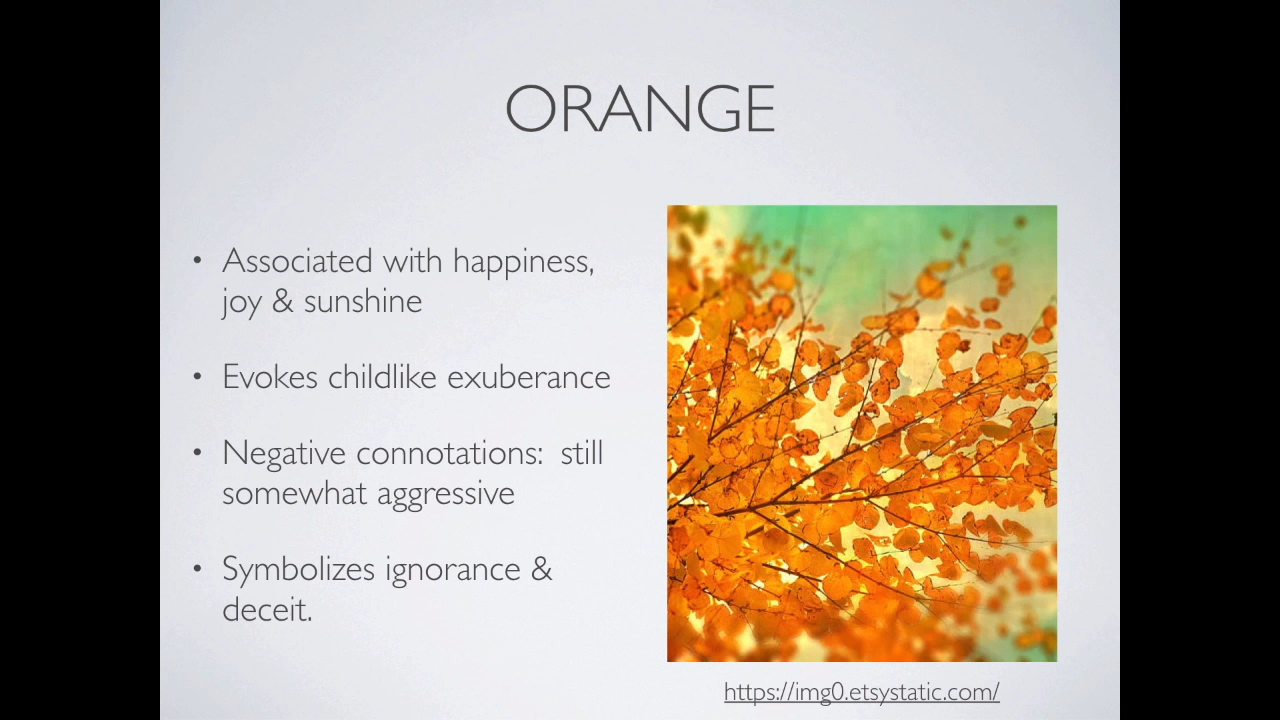 ORANGE
• Associated with happiness,
joy & sunshine
• Evokes childlike exuberance
• Negative connotations:  still
somewhat aggressive
• Symbolizes ignorance &
deceit.
https://img0.etsystatic.com/